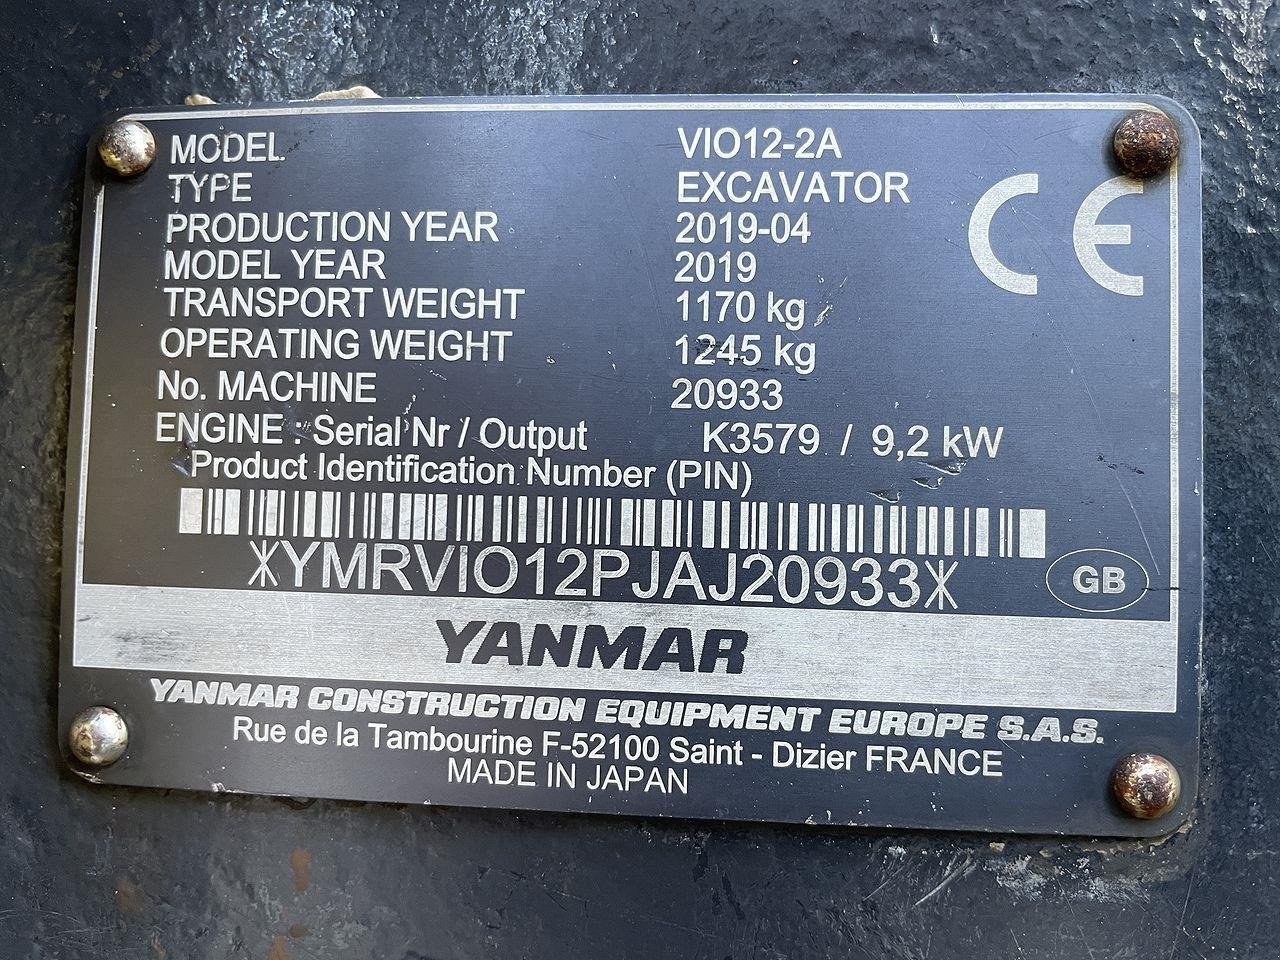 MODEL VIO12-2A
TYPE EXCAVATOR
PRODUCTION YEAR 2019-04
MODEL YEAR 2019
TRANSPORT WEIGHT 1170 kg
OPERATING WEIGHT 1245 kg
No. MACHINE 20933
ENGINE : Serial Nr / Output K3579 / 9,2 kW
Product Identification Number (PIN)
*YMRVIO12PJAJ20933*
CE
GB
YANMAR
YANMAR CONSTRUCTION EQUIPMENT EUROPE S.A.S.
Rue de la Tambourine F-52100 Saint - Dizier FRANCE
MADE IN JAPAN